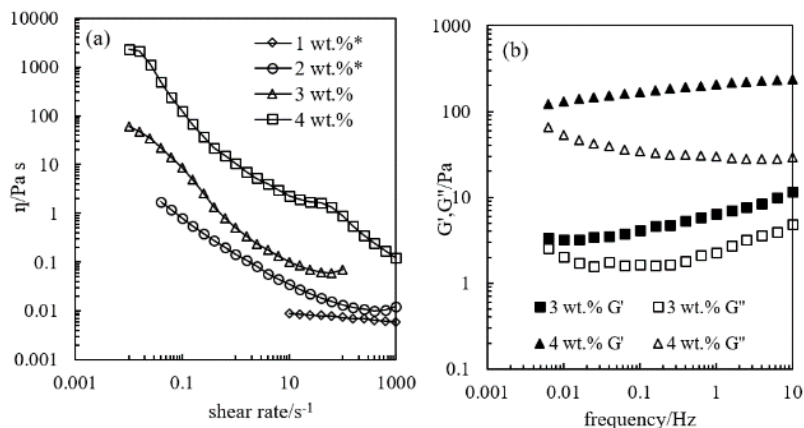 (a)
1 wt.%*
2 wt.%*
3 wt.%
4 wt.%
η/Pa s
10000
1000
100
10
1
0.1
0.01
0.001
0.001
0.1
10
1000
shear rate/s⁻¹
(b)
G',G''/Pa
1000
100
10
1
0.1
3 wt.% G' 3 wt.% G"
4 wt.% G' 4 wt.% G"
0.001 0.01 0.1 1 10
frequency/Hz